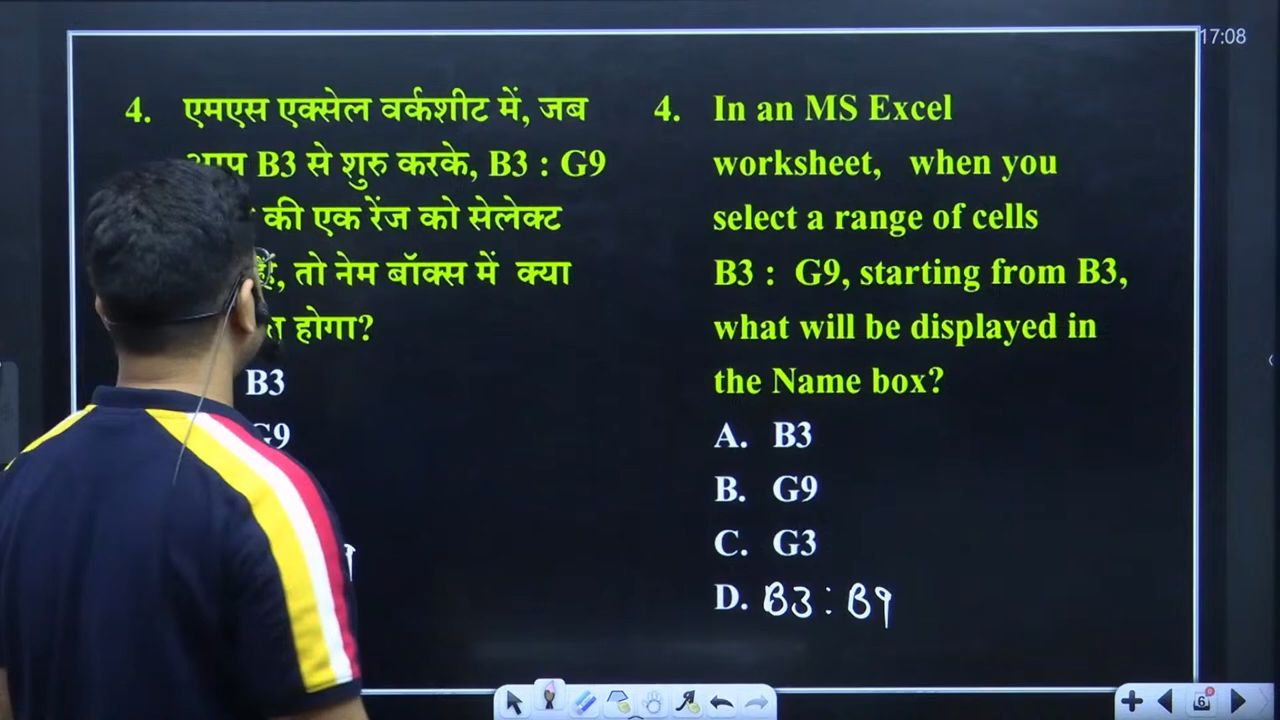 17:08
4. एमएस एक्सेल वर्कशीट में, जब
B3 से शुरु करके, B3 : G9
की एक रेंज को सेलेक्ट
तो नेम बॉक्स में क्या
होगा?
B3
G9
4. In an MS Excel
worksheet, when you
select a range of cells
B3 : G9, starting from B3,
what will be displayed in
the Name box?
A. B3
B. G9
C. G3
D. B3 : B9
6